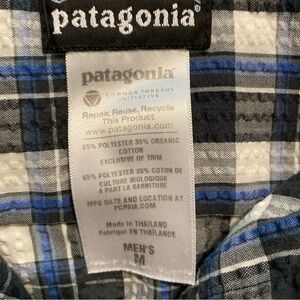 patagonia®
patagonia®
COMMON THREADS
INITIATIVE
Repair, Reuse, Recycle
This Product
www.patagonia.com
65% POLYESTER 35% ORGANIC
COTTON
EXCLUSIVE OF TRIM
65% POLYESTER 35% COTON DE
CULTURE BIOLOGIQUE
À PART LA GARNITURE
MFG DATE AND LOCATION AT
PCPSIA.COM
Made in THAILAND
Fabriqué en THAÏLANDE
MEN'S
M